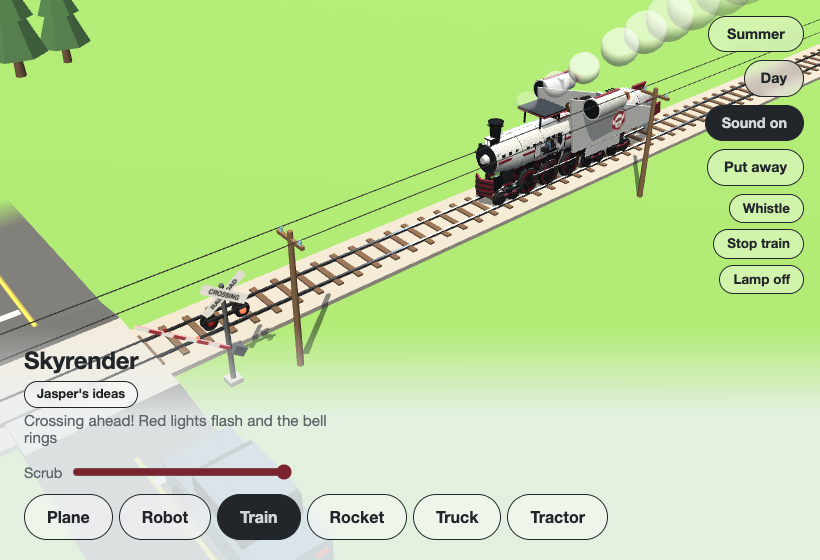 Summer
Day
Sound on
Put away
Whistle
Stop train
Lamp off
CROSSING
Skyrender
Jasper's ideas
Crossing ahead! Red lights flash and the bell
rings
Scrub
Plane
Robot
Train
Rocket
Truck
Tractor